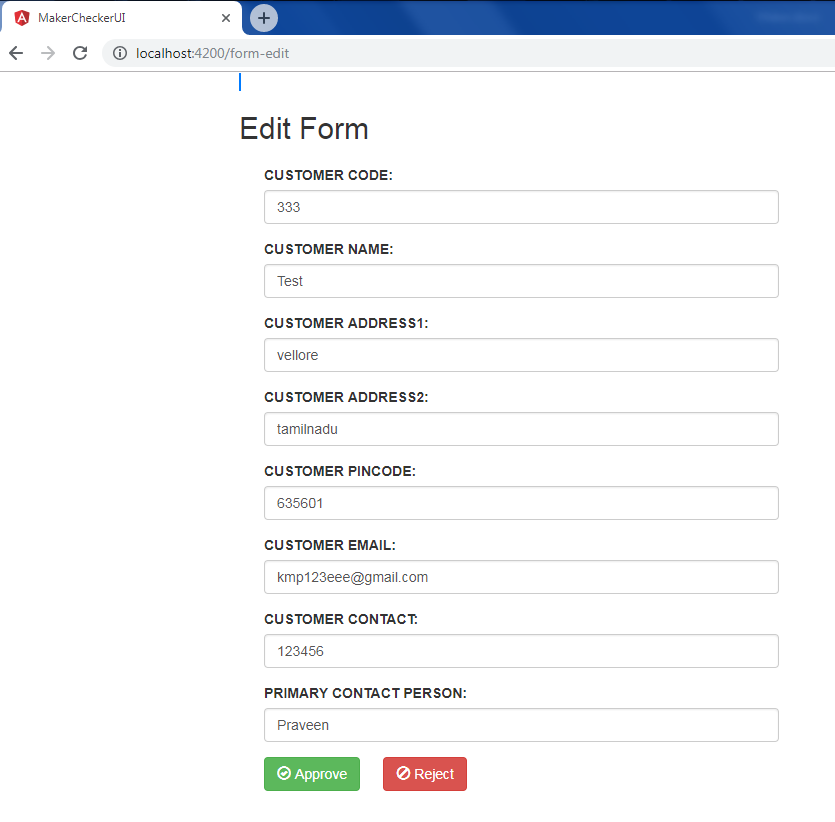 MakerCheckerUI
localhost:4200/form-edit
Edit Form
CUSTOMER CODE:
333
CUSTOMER NAME:
Test
CUSTOMER ADDRESS1:
vellore
CUSTOMER ADDRESS2:
tamilnadu
CUSTOMER PINCODE:
635601
CUSTOMER EMAIL:
kmp123eee@gmail.com
CUSTOMER CONTACT:
123456
PRIMARY CONTACT PERSON:
Praveen
Approve Reject